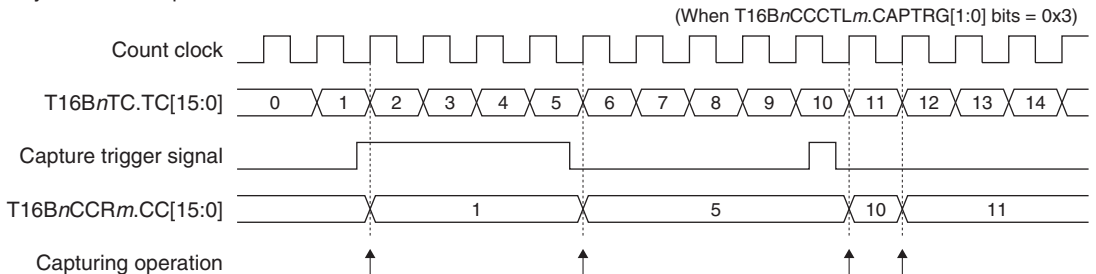 (When T16BnCCCTLm.CAPTRG[1:0] bits = 0x3)
Count clock
T16BnTC.TC[15:0] 0 1 2 3 4 5 6 7 8 9 10 11 12 13 14
Capture trigger signal
T16BnCCRm.CC[15:0] 1 5 10 11
Capturing operation